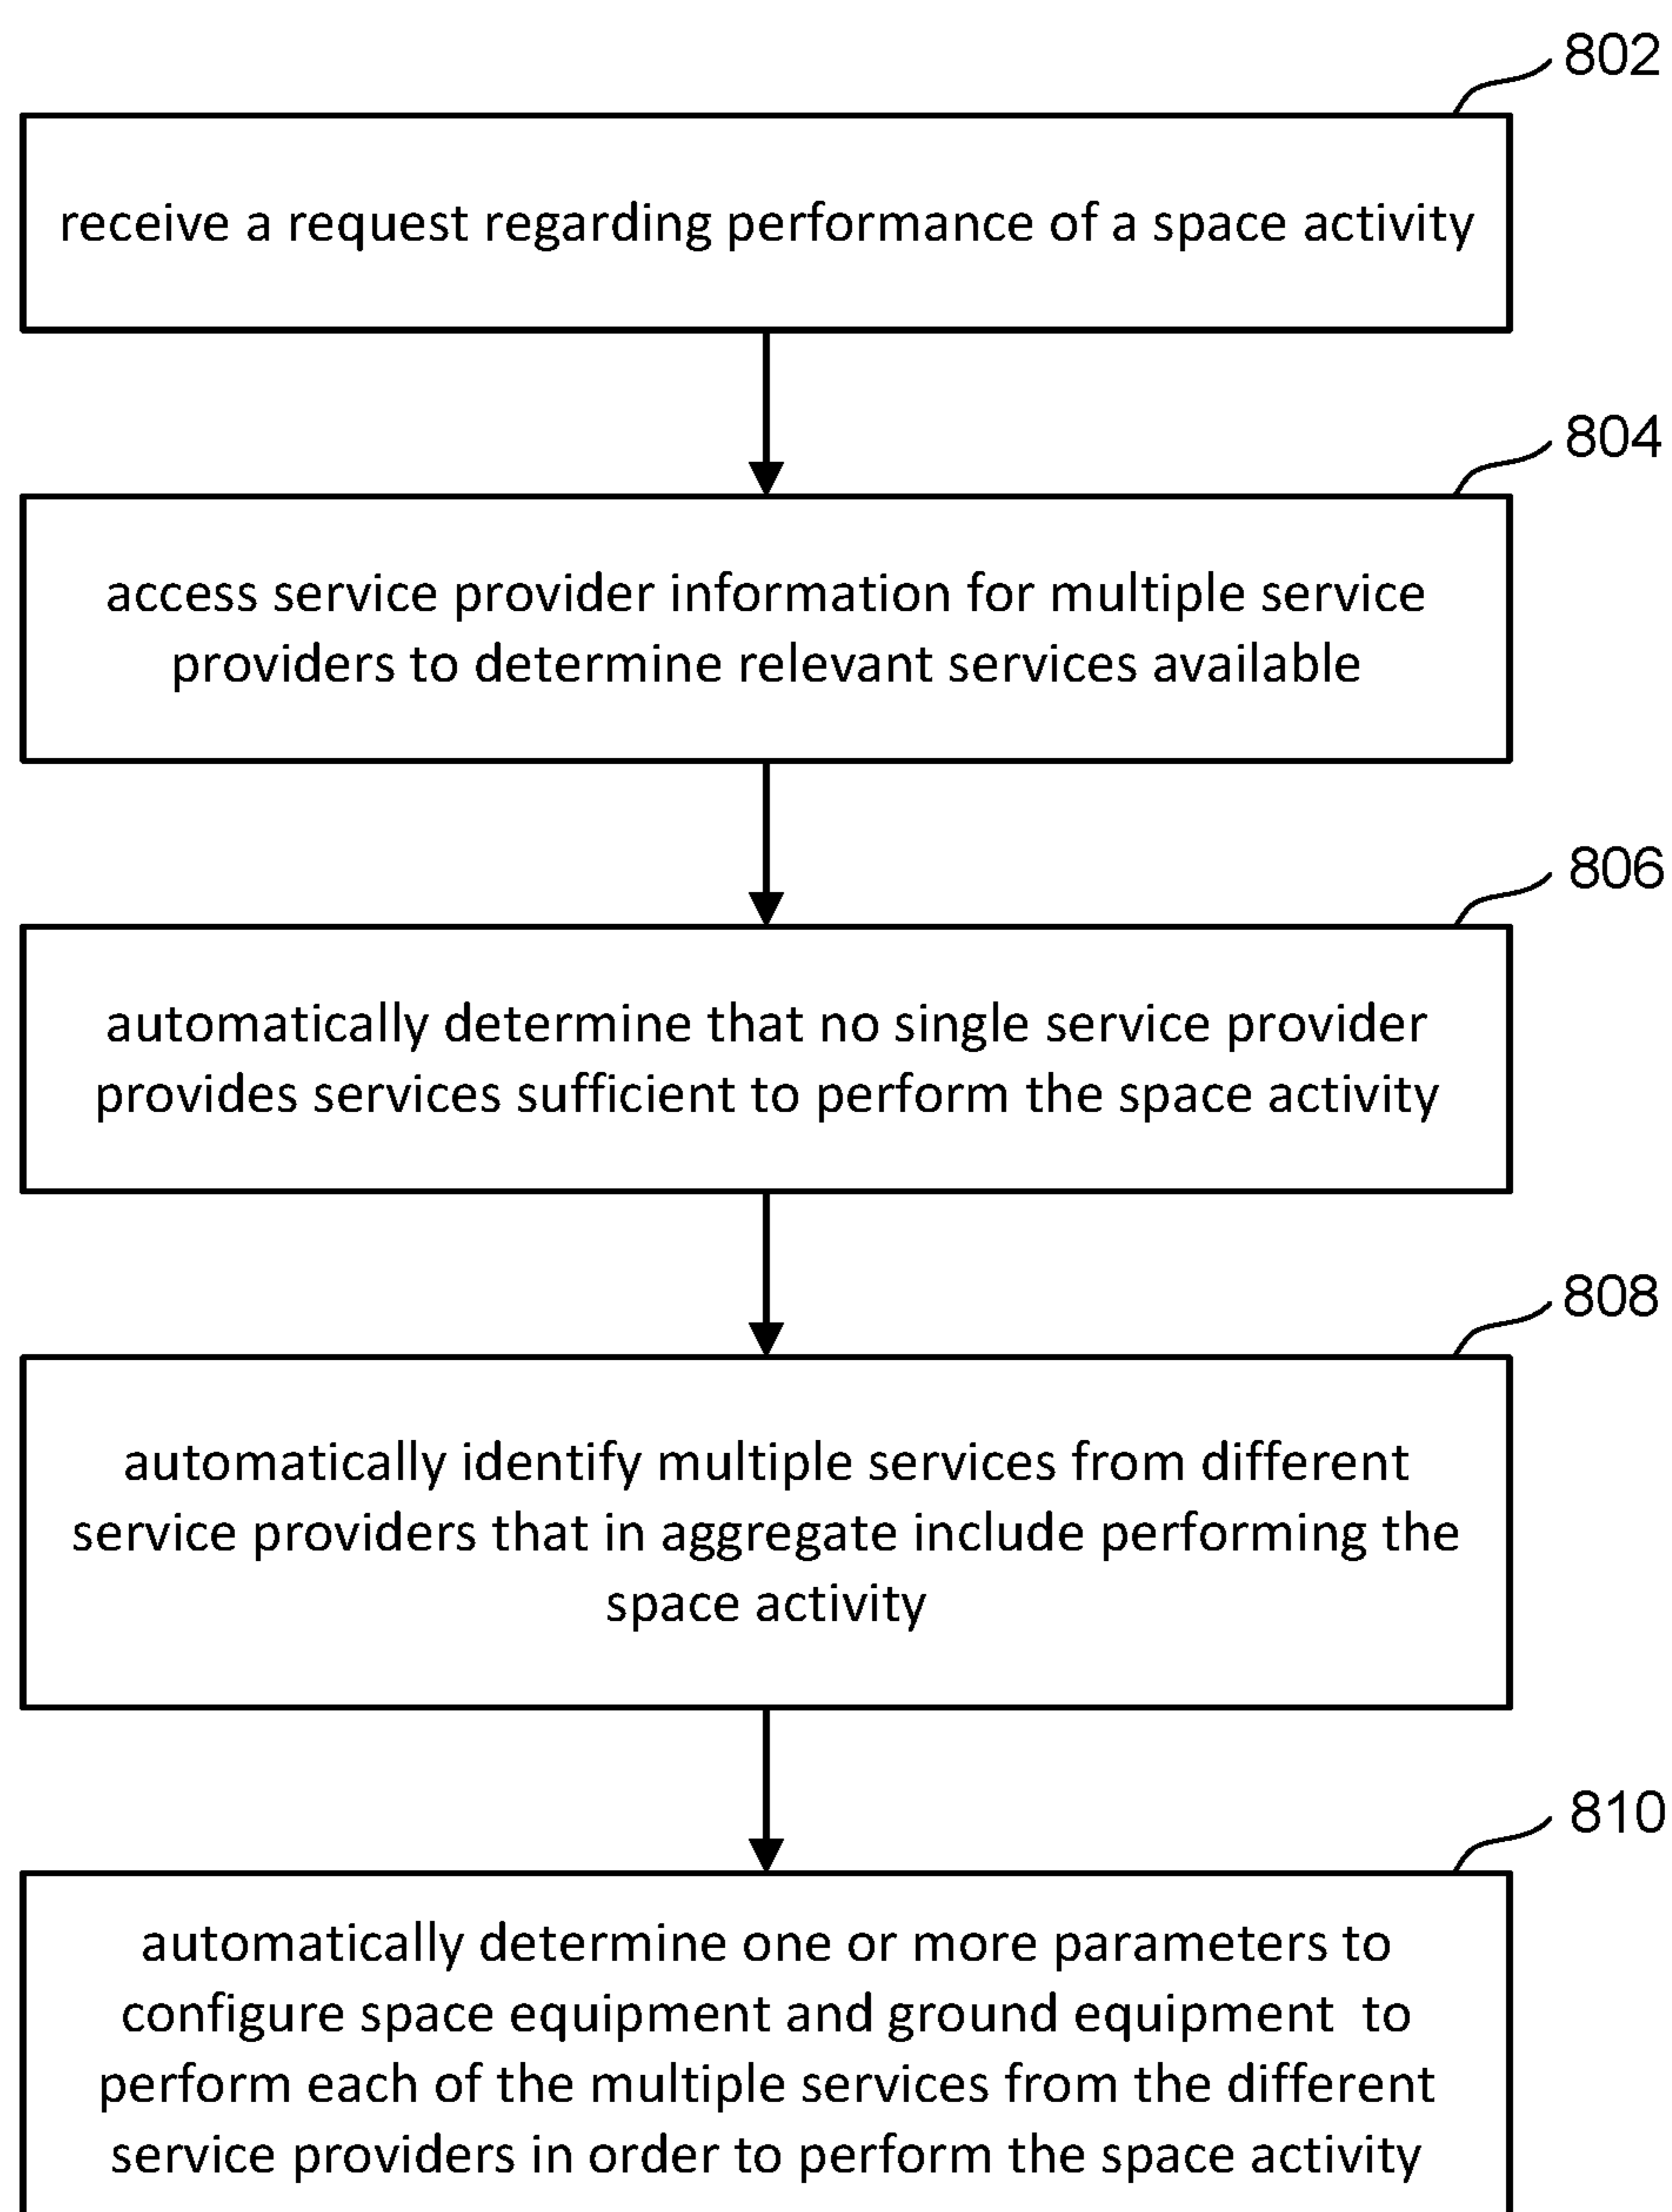 802
receive a request regarding performance of a space activity
804
access service provider information for multiple service
providers to determine relevant services available
806
automatically determine that no single service provider
provides services sufficient to perform the space activity
808
automatically identify multiple services from different
service providers that in aggregate include performing the
space activity
810
automatically determine one or more parameters to
configure space equipment and ground equipment to
perform each of the multiple services from the different
service providers in order to perform the space activity